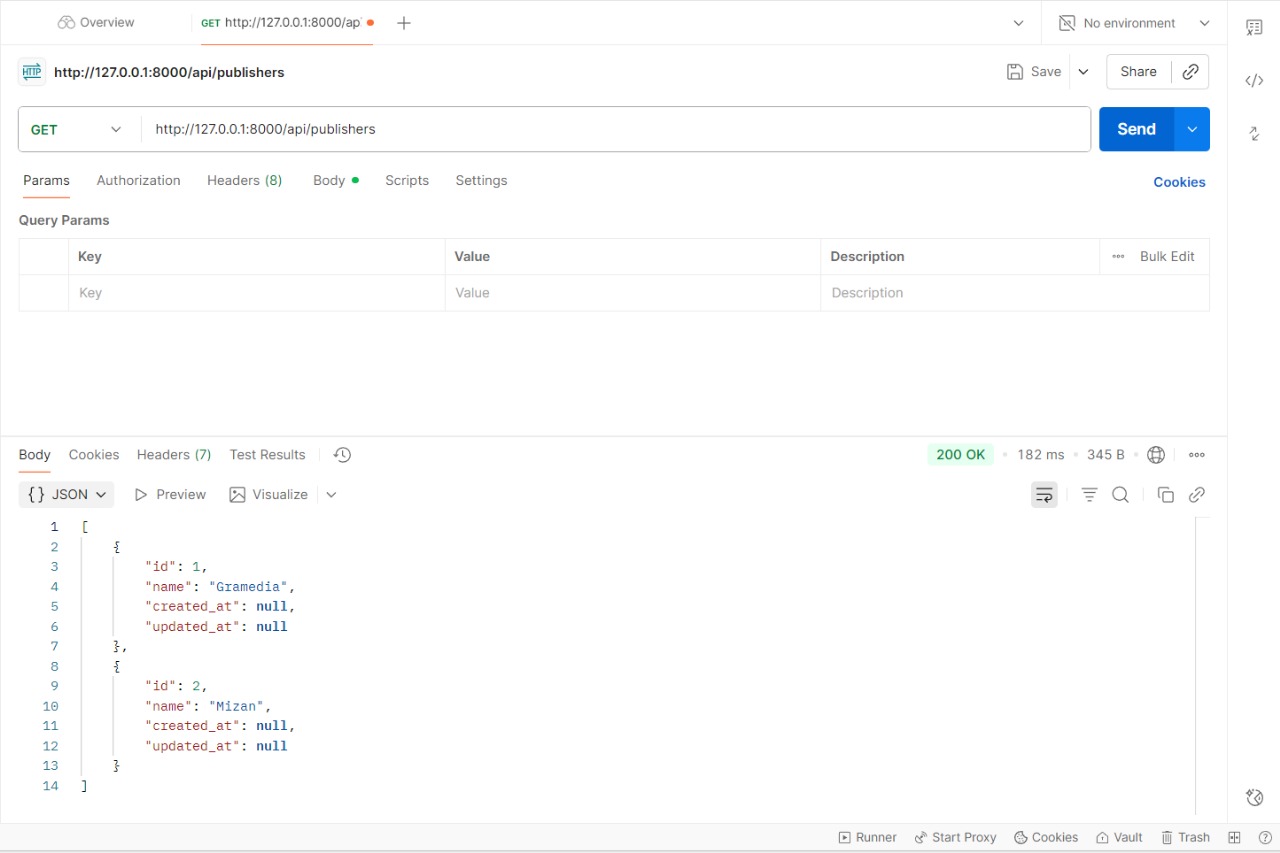 Overview
GET http://127.0.0.1:8000/ap
No environment
HTTP http://127.0.0.1:8000/api/publishers
Save
Share
GET http://127.0.0.1:8000/api/publishers
Send
Params Authorization Headers (8) Body Scripts Settings
Cookies
Query Params
Key Value Description Bulk Edit
Key Value Description
Body Cookies Headers (7) Test Results
200 OK 182 ms 345 B
{} JSON Preview Visualize
1 [
2 {
3 "id": 1,
4 "name": "Gramedia",
5 "created_at": null,
6 "updated_at": null
7 },
8 {
9 "id": 2,
10 "name": "Mizan",
11 "created_at": null,
12 "updated_at": null
13 }
14 ]
Runner Start Proxy Cookies Vault Trash